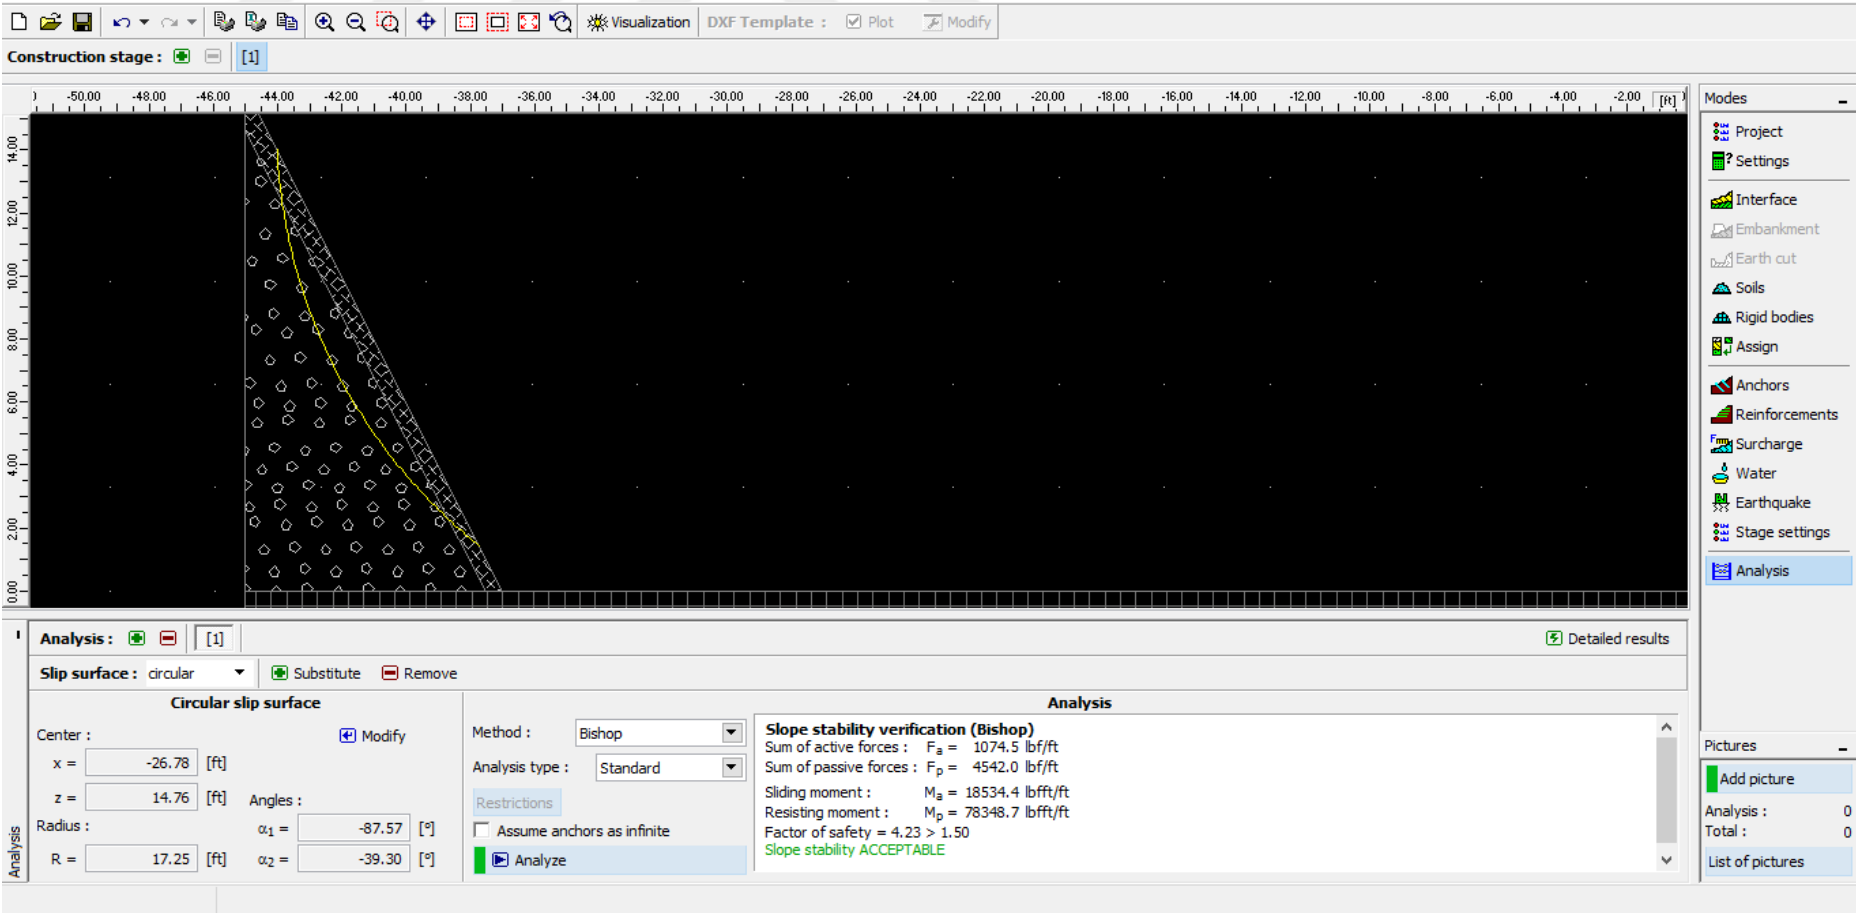 Visualization DXF Template : Plot Modify
Construction stage : [1]
-50.00 -48.00 -46.00 -44.00 -42.00 -40.00 -38.00 -36.00 -34.00 -32.00 -30.00 -28.00 -26.00 -24.00 -22.00 -20.00 -18.00 -16.00 -14.00 -12.00 -10.00 -8.00 -6.00 -4.00 -2.00 [ft]
14.00
12.00
10.00
8.00
6.00
4.00
2.00
0.00
Modes
Project
Settings
Interface
Embankment
Earth cut
Soils
Rigid bodies
Assign
Anchors
Reinforcements
Surcharge
Water
Earthquake
Stage settings
Analysis
Analysis : [1] Detailed results
Slip surface : circular Substitute Remove
Circular slip surface
Center : Modify
x = -26.78 [ft]
z = 14.76 [ft] Angles :
Radius : α1 = -87.57 [°]
R = 17.25 [ft] α2 = -39.30 [°]
Analysis
Method : Bishop
Analysis type : Standard
Restrictions
Assume anchors as infinite
Analyze
Slope stability verification (Bishop)
Sum of active forces : Fa = 1074.5 lbf/ft
Sum of passive forces : Fp = 4542.0 lbf/ft
Sliding moment : Ma = 18534.4 lbfft/ft
Resisting moment : Mp = 78348.7 lbfft/ft
Factor of safety = 4.23 > 1.50
Slope stability ACCEPTABLE
Analysis
Pictures
Add picture
Analysis : 0
Total : 0
List of pictures